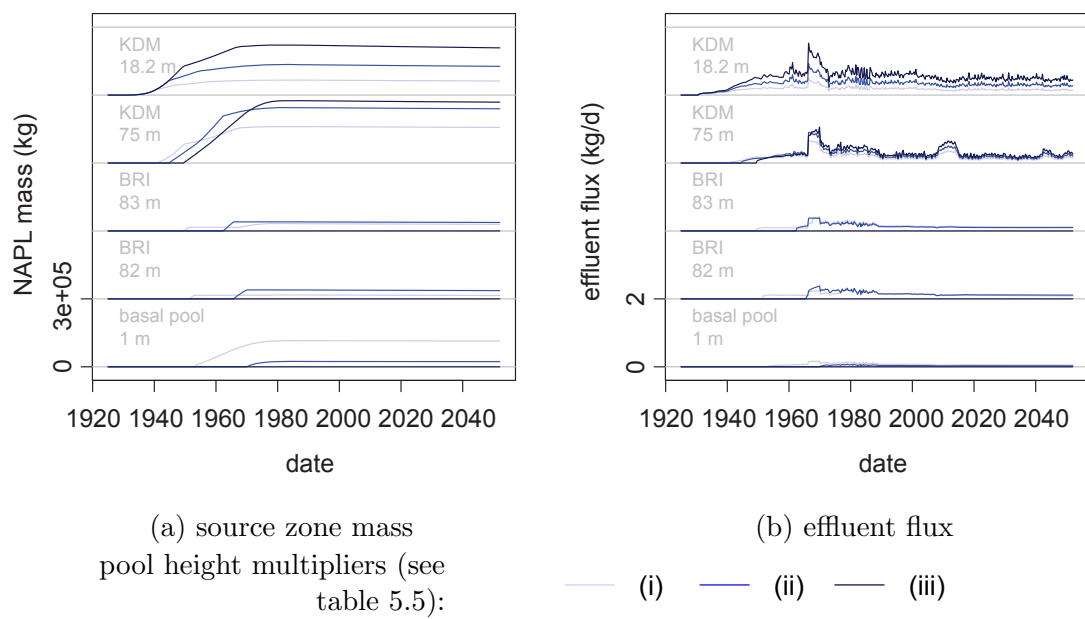 NAPL mass (kg)
3e+05
0
KDM
18.2 m
KDM
75 m
BRI
83 m
BRI
82 m
basal pool
1 m
1920 1940 1960 1980 2000 2020 2040
date
effluent flux (kg/d)
2
0
KDM
18.2 m
KDM
75 m
BRI
83 m
BRI
82 m
basal pool
1 m
1920 1940 1960 1980 2000 2020 2040
date
(a) source zone mass
(b) effluent flux
pool height multipliers (see
table 5.5):
(i) (ii) (iii)